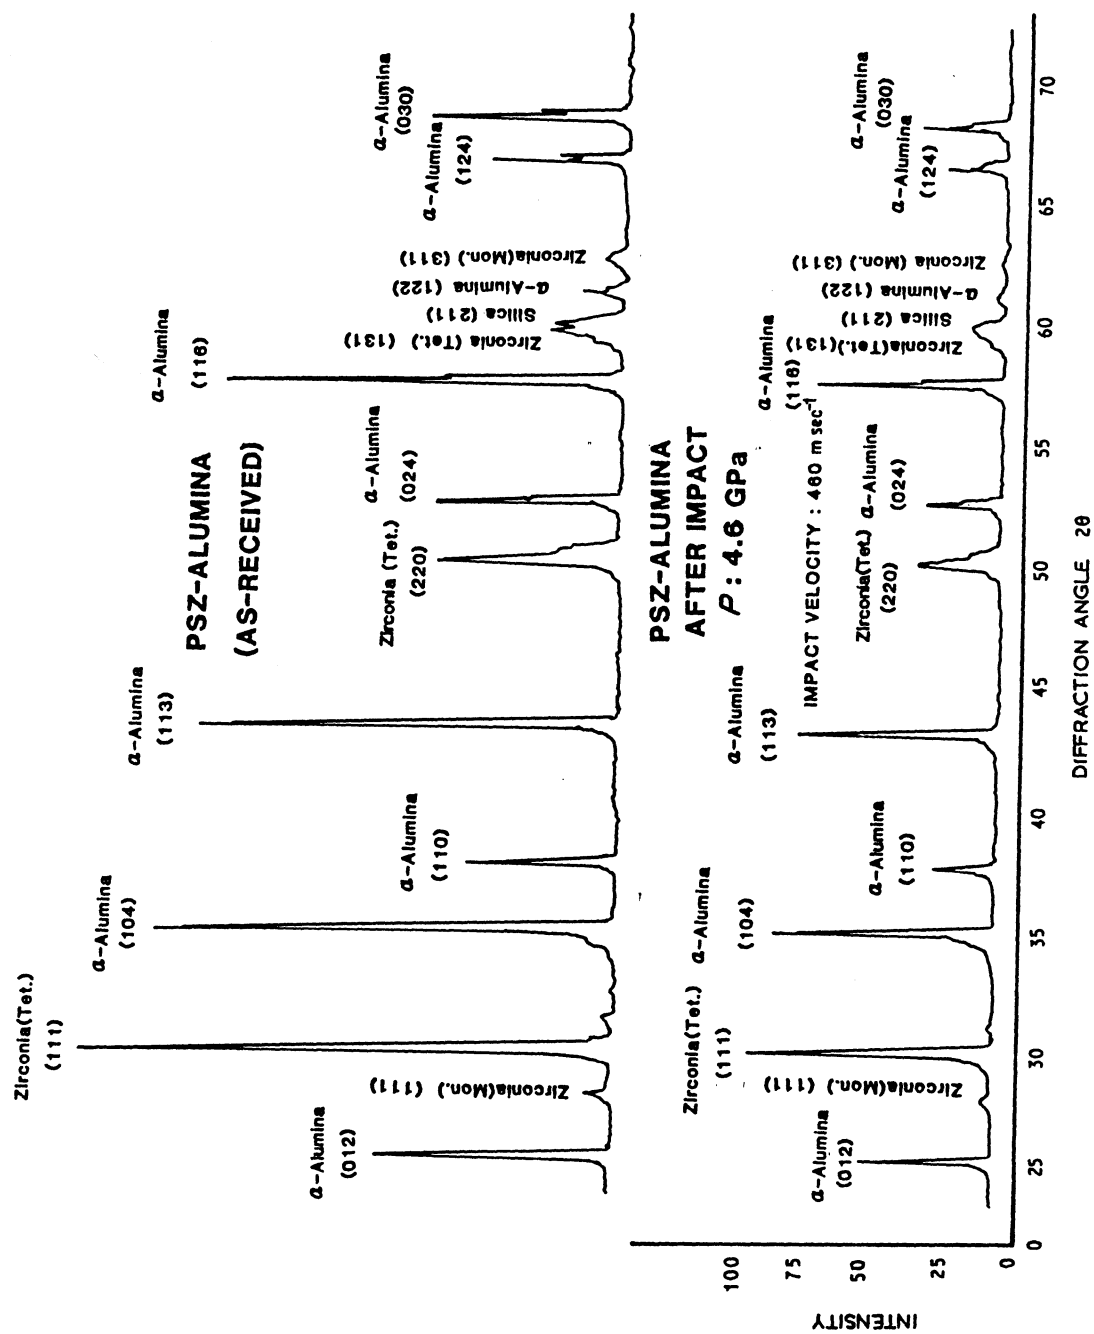 Zirconia(Tet.)
(111)
α-Alumina
(012)
Zirconia(Mon.) (111)
α-Alumina
(104)
α-Alumina
(110)
α-Alumina
(113)
PSZ-ALUMINA
(AS-RECEIVED)
Zirconia (Tet.)
(220)
α-Alumina
(024)
α-Alumina
(116)
Zirconia (Tet.) (131)
Silica (211)
α-Alumina (122)
Zirconia(Mon.) (311)
α-Alumina
(124)
α-Alumina
(030)
PSZ-ALUMINA
AFTER IMPACT
P : 4.6 GPa
IMPACT VELOCITY : 460 m sec⁻¹
α-Alumina
(012)
Zirconia(Mon.) (111)
Zirconia(Tet.)
(111)
α-Alumina
(104)
α-Alumina
(110)
α-Alumina
(113)
Zirconia(Tet.)
(220)
α-Alumina
(024)
α-Alumina
(116)
Zirconia(Tet.)(131)
Silica (211)
α-Alumina (122)
Zirconia (Mon.) (311)
α-Alumina
(124)
α-Alumina
(030)
INTENSITY
100
75
50
25
0
0 25 30 35 40 45 50 55 60 65 70
DIFFRACTION ANGLE 2θ